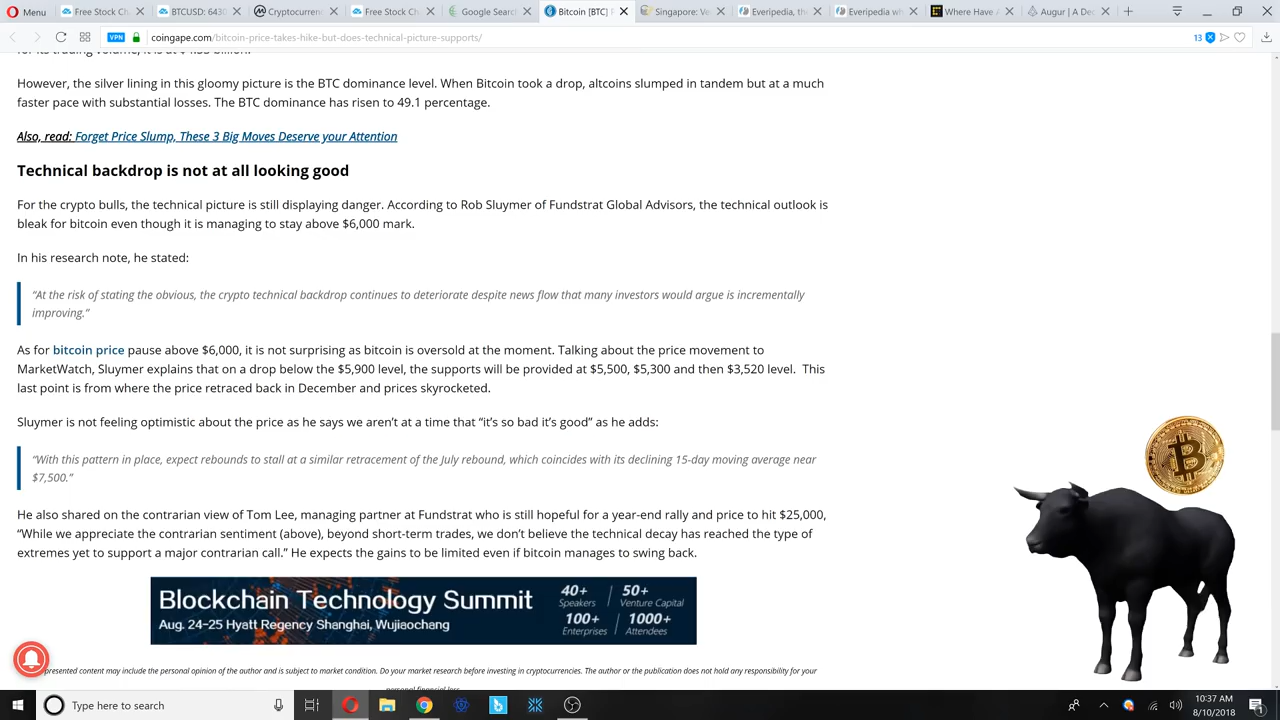 Menu
Free Stock Ch
BTCUSD: 6430
Cryptocurrenc
Free Stock Ch
Google Search
Bitcoin [BTC] P
Singapore: Ve
Everipedia, the
Everipedia wh
Where Have A
Augur | A Dec
VPN
coingape.com/bitcoin-price-takes-hike-but-does-technical-picture-supports/
13
However, the silver lining in this gloomy picture is the BTC dominance level. When Bitcoin took a drop, altcoins slumped in tandem but at a much
faster pace with substantial losses. The BTC dominance has risen to 49.1 percentage.
Also, read: Forget Price Slump, These 3 Big Moves Deserve your Attention
Technical backdrop is not at all looking good
For the crypto bulls, the technical picture is still displaying danger. According to Rob Sluymer of Fundstrat Global Advisors, the technical outlook is
bleak for bitcoin even though it is managing to stay above $6,000 mark.
In his research note, he stated:
“At the risk of stating the obvious, the crypto technical backdrop continues to deteriorate despite news flow that many investors would argue is incrementally
improving.”
As for bitcoin price pause above $6,000, it is not surprising as bitcoin is oversold at the moment. Talking about the price movement to
MarketWatch, Sluymer explains that on a drop below the $5,900 level, the supports will be provided at $5,500, $5,300 and then $3,520 level. This
last point is from where the price retraced back in December and prices skyrocketed.
Sluymer is not feeling optimistic about the price as he says we aren’t at a time that “it’s so bad it’s good” as he adds:
“With this pattern in place, expect rebounds to stall at a similar retracement of the July rebound, which coincides with its declining 15-day moving average near
$7,500.”
He also shared on the contrarian view of Tom Lee, managing partner at Fundstrat who is still hopeful for a year-end rally and price to hit $25,000,
“While we appreciate the contrarian sentiment (above), beyond short-term trades, we don’t believe the technical decay has reached the type of
extremes yet to support a major contrarian call.” He expects the gains to be limited even if bitcoin manages to swing back.
Blockchain Technology Summit
Aug. 24-25 Hyatt Regency Shanghai, Wujiaochang
40+ Speakers
50+ Venture Capital
100+ Enterprises
1000+ Attendees
presented content may include the personal opinion of the author and is subject to market condition. Do your market research before investing in cryptocurrencies. The author or the publication does not hold any responsibility for your
personal financial loss.
Type here to search
10:37 AM
8/10/2018
1